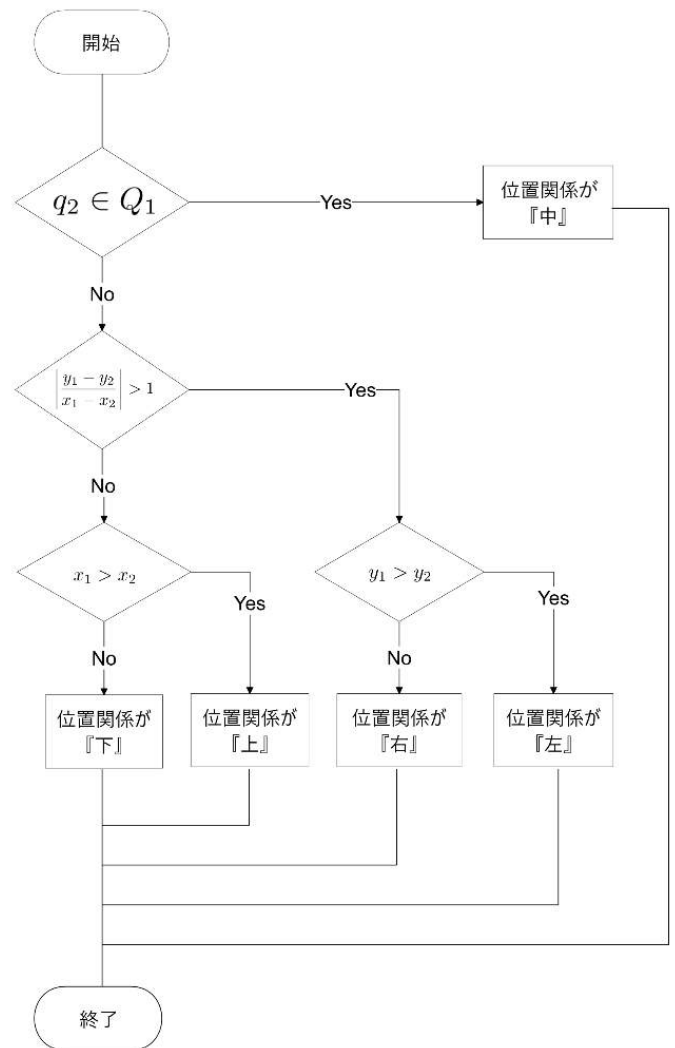 開始
q₂ ∈ Q₁
Yes
位置関係が
『中』
No
|(y₁ − y₂)/(x₁ − x₂)| > 1
Yes
No
x₁ > x₂
y₁ > y₂
Yes
Yes
No
No
位置関係が
『下』
位置関係が
『上』
位置関係が
『右』
位置関係が
『左』
終了